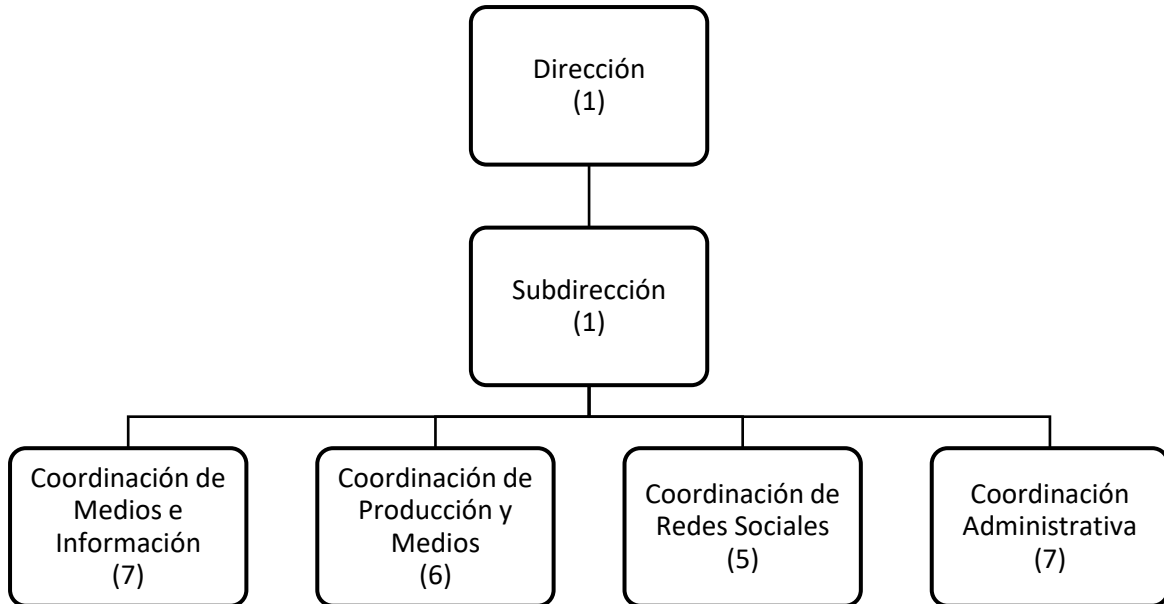 Dirección
(1)
Subdirección
(1)
Coordinación de
Medios e
Información
(7)
Coordinación de
Producción y
Medios
(6)
Coordinación de
Redes Sociales
(5)
Coordinación
Administrativa
(7)